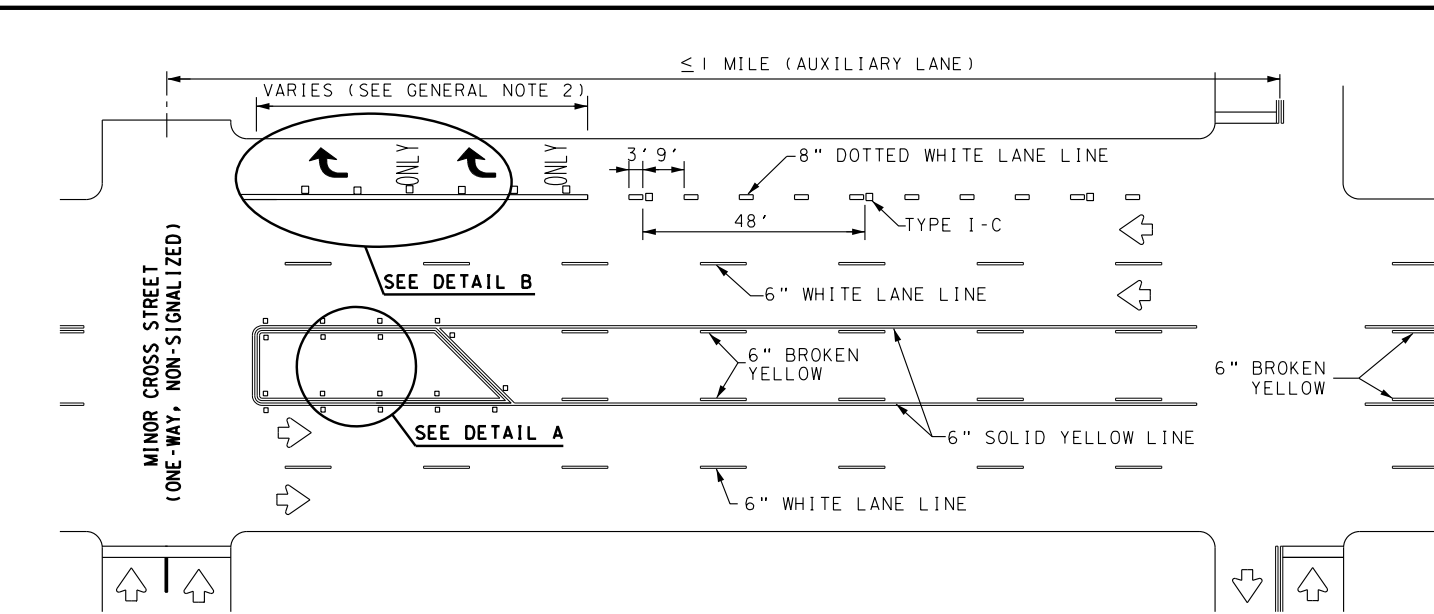 ≤1 MILE (AUXILIARY LANE)
VARIES (SEE GENERAL NOTE 2)
ONLY
ONLY
3' 9'
8" DOTTED WHITE LANE LINE
48'
TYPE I-C
SEE DETAIL B
6" WHITE LANE LINE
MINOR CROSS STREET
(ONE-WAY, NON-SIGNALIZED)
6" BROKEN
YELLOW
6" BROKEN
YELLOW
SEE DETAIL A
6" SOLID YELLOW LINE
6" WHITE LANE LINE